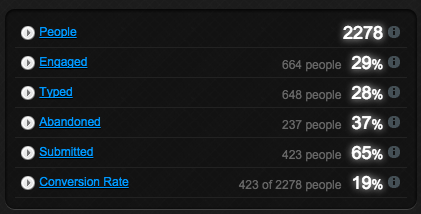 People 2278
Engaged 664 people 29%
Typed 648 people 28%
Abandoned 237 people 37%
Submitted 423 people 65%
Conversion Rate 423 of 2278 people 19%